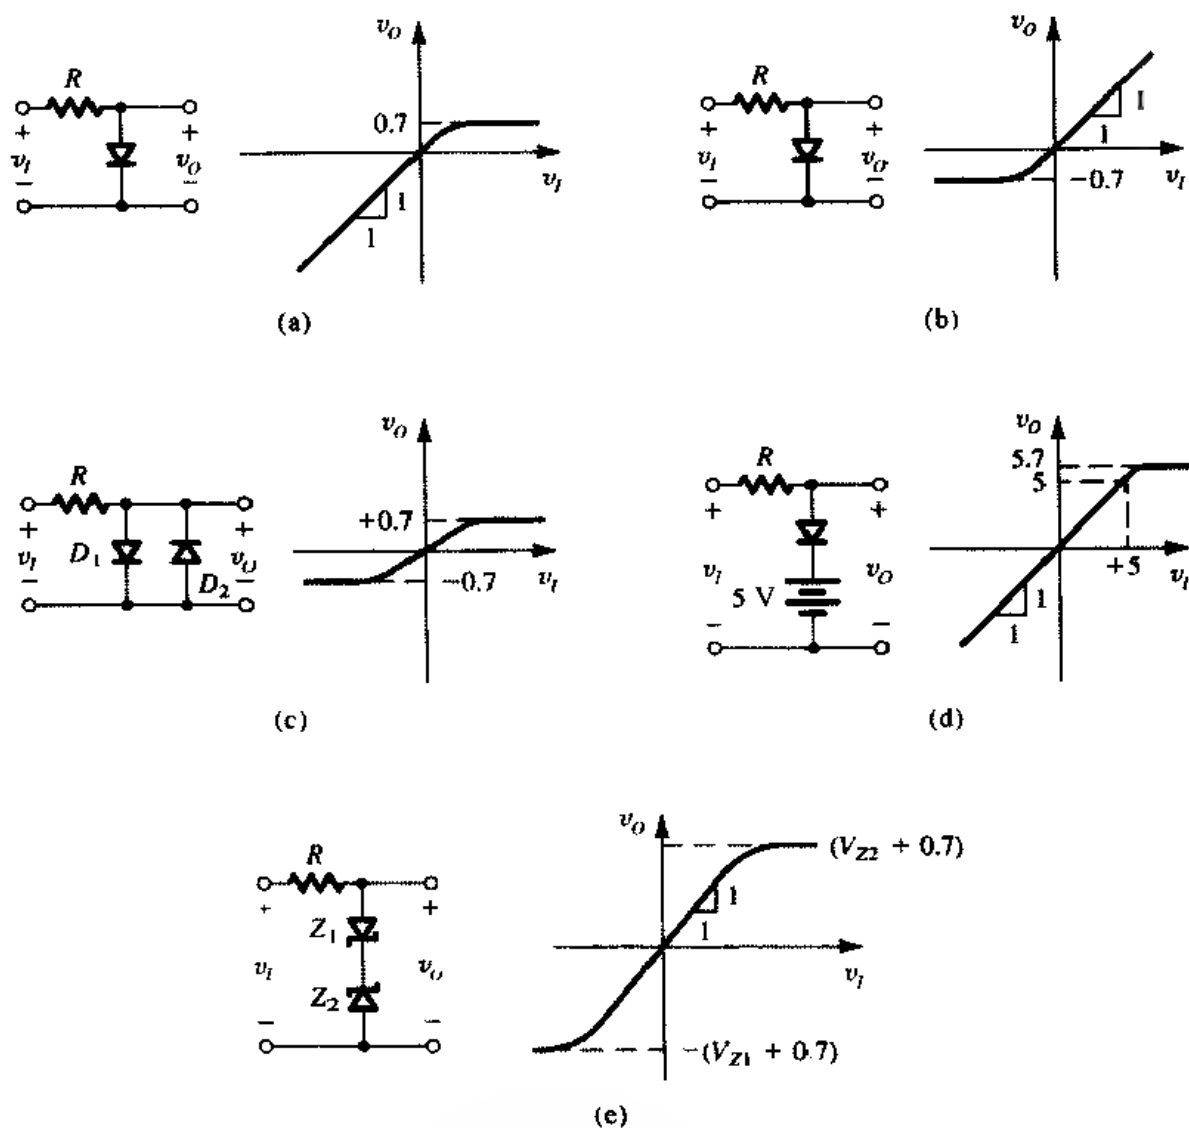 v_O
R
0.7
+ +
v_I v_O
− −
1
1
v_I
(a)
v_O
R
1
1
+ +
v_I v_O
− −
−0.7
v_I
(b)
v_O
R
+0.7
+ +
v_I D_1 v_O
− D_2 −
−0.7
v_I
(c)
v_O
R
5.7
5
+ +
v_I v_O
5 V
− −
+5
v_I
1
1
(d)
v_O
R
(V_Z2 + 0.7)
+ +
Z_1
v_I v_O
Z_2
− −
1
1
v_I
−(V_Z1 + 0.7)
(e)